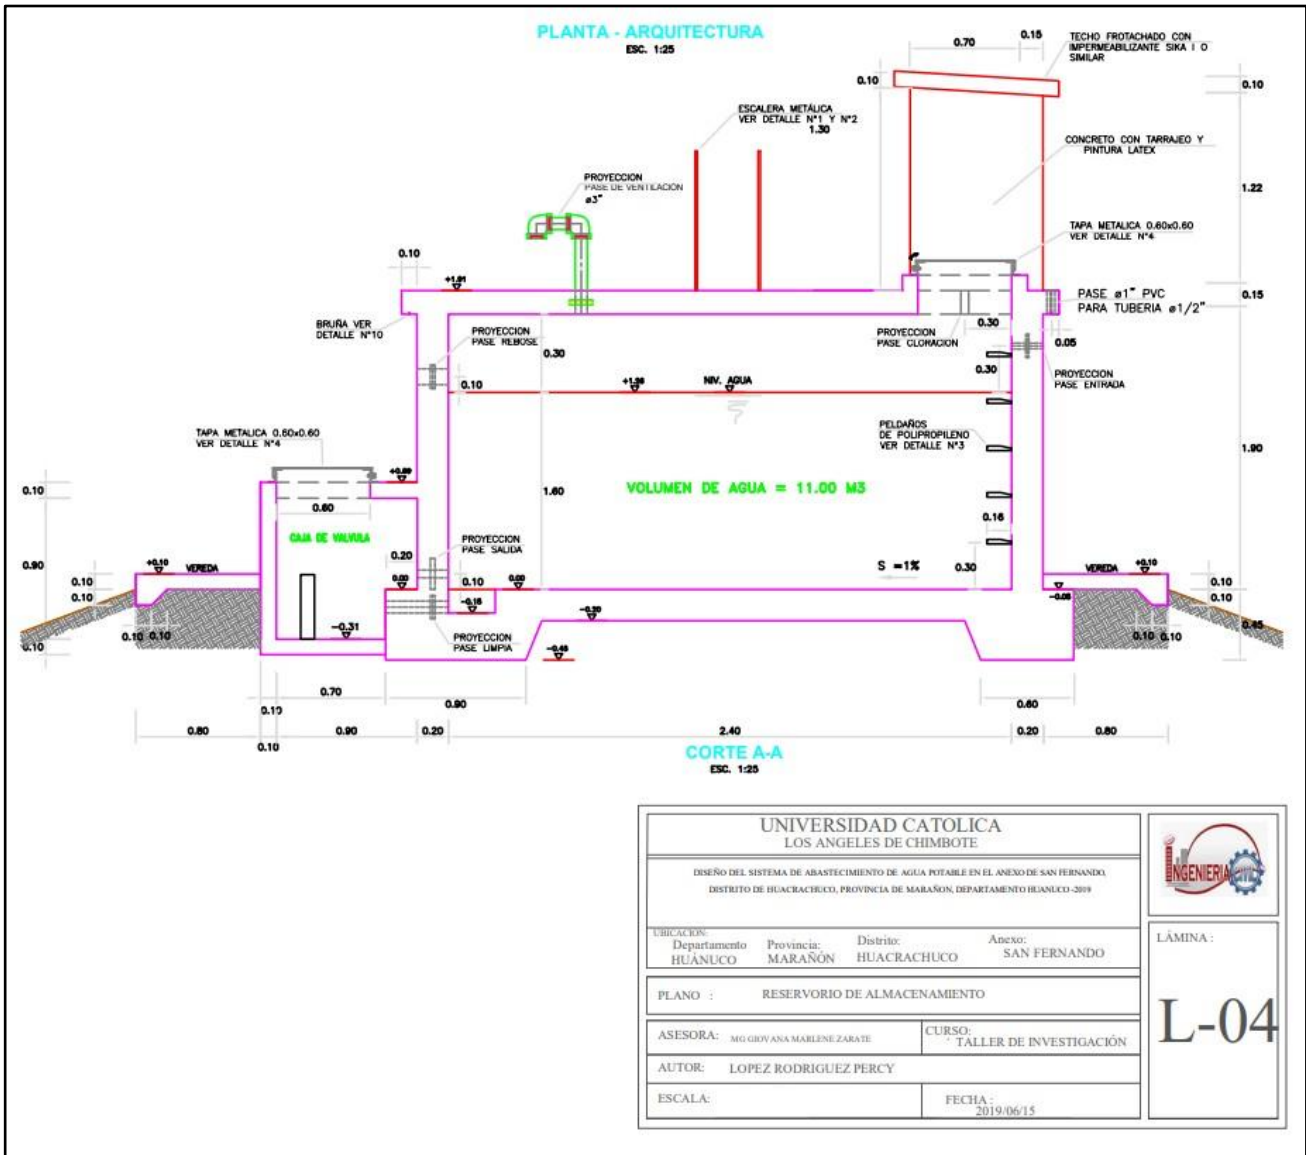 PLANTA - ARQUITECTURA
ESC. 1:25
0.70
0.15
TECHO FROTACHADO CON
IMPERMEABILIZANTE SIKA 1 O
SIMILAR
0.10
0.10
ESCALERA METÁLICA
VER DETALLE N°1 Y N°2
1.30
CONCRETO CON TARRAJEO Y
PINTURA LATEX
PROYECCION
PASE DE VENTILACION
ø3"
1.22
TAPA METALICA 0.60x0.60
VER DETALLE N°4
0.10
+1.91
PASE ø1" PVC
PARA TUBERIA ø1/2"
0.15
BRUÑA VER
DETALLE N°10
PROYECCION
PASE REBOSE
0.30
PROYECCION
PASE CLORACION
0.30
0.05
0.30
0.10
NIV. AGUA
PROYECCION
PASE ENTRADA
TAPA METALICA 0.60x0.60
VER DETALLE N°4
PELDAÑOS
DE POLIPROPILENO
VER DETALLE N°3
1.90
0.10
0.60
1.60
VOLUMEN DE AGUA = 11.00 M3
CAJA DE VALVULA
0.16
PROYECCION
PASE SALIDA
0.20
0.90
+0.10
VEREDA
0.10
0.10
0.00
0.10
0.00
S =1%
0.30
VEREDA
+0.10
0.10
0.10
-0.20
0.10
0.10
-0.31
0.10
PROYECCION
PASE LIMPIA
0.10
0.10
0.45
0.70
0.90
0.60
0.10
0.80
0.10
0.90
0.20
2.40
0.20
0.80
CORTE A-A
ESC. 1:25
UNIVERSIDAD CATOLICA
LOS ANGELES DE CHIMBOTE
INGENIERIA CIVIL
DISEÑO DEL SISTEMA DE ABASTECIMIENTO DE AGUA POTABLE EN EL ANEXO DE SAN FERNANDO,
DISTRITO DE HUACRACHUCO, PROVINCIA DE MARAÑON, DEPARTAMENTO HUANUCO -2019
UBICACIÓN:
Departamento Provincia: Distrito: Anexo:
HUÁNUCO MARAÑÓN HUACRACHUCO SAN FERNANDO
LÁMINA :
L-04
PLANO : RESERVORIO DE ALMACENAMIENTO
ASESORA: MG GIOVANA MARLENE ZARATE
CURSO:
TALLER DE INVESTIGACIÓN
AUTOR: LOPEZ RODRIGUEZ PERCY
ESCALA:
FECHA :
2019/06/15